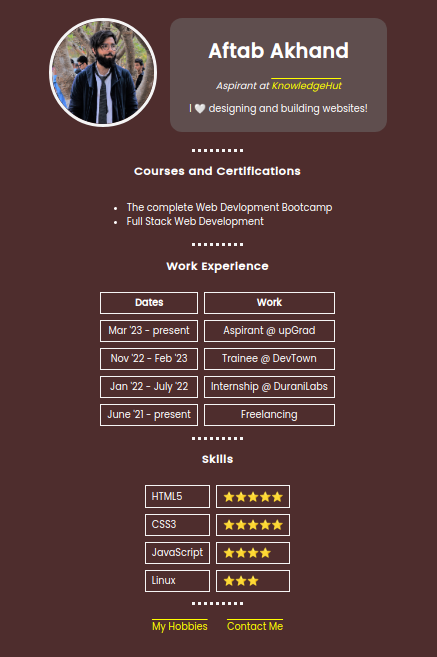 Aftab Akhand
Aspirant at KnowledgeHut
I 🤍 designing and building websites!
Courses and Certifications
• The complete Web Devlopment Bootcamp
• Full Stack Web Development
Work Experience
Dates Work
Mar '23 - present Aspirant @ upGrad
Nov '22 - Feb '23 Trainee @ DevTown
Jan '22 - July '22 Internship @ DuraniLabs
June '21 - present Freelancing
Skills
HTML5 ⭐⭐⭐⭐⭐
CSS3 ⭐⭐⭐⭐⭐
JavaScript ⭐⭐⭐⭐
Linux ⭐⭐⭐
My Hobbies Contact Me